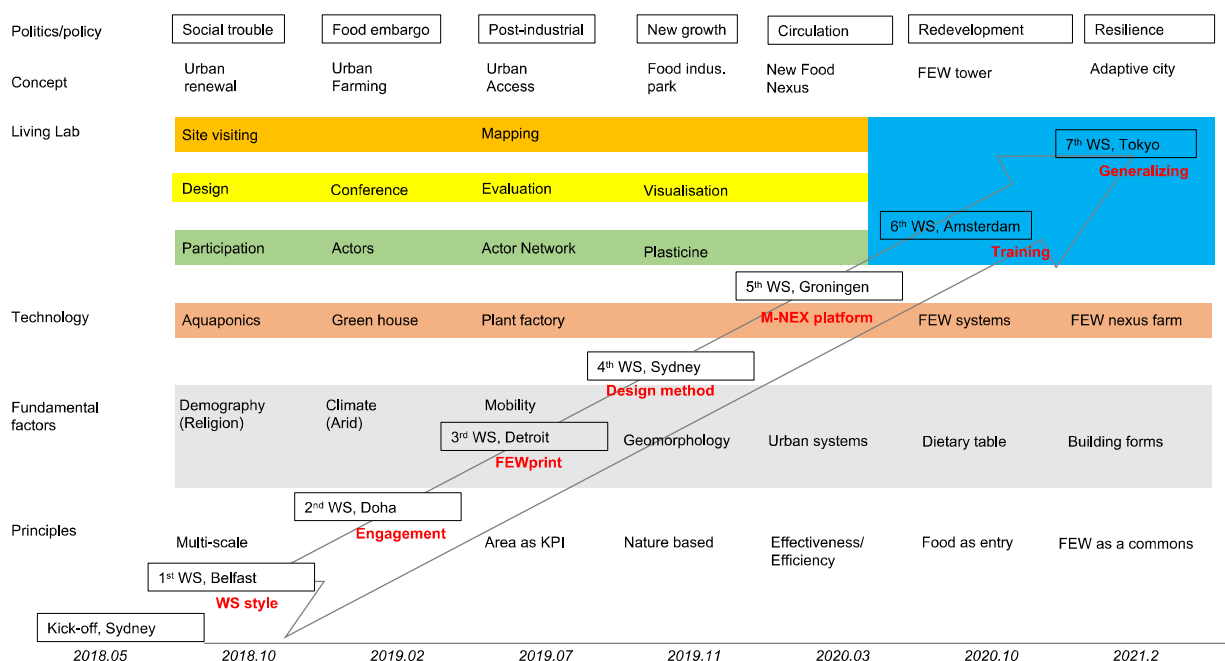 Politics/policy Social trouble Food embargo Post-industrial New growth Circulation Redevelopment Resilience
Concept Urban renewal Urban Farming Urban Access Food indus. park New Food Nexus FEW tower Adaptive city
Living Lab Site visiting Mapping
7th WS, Tokyo
Generalizing
Design Conference Evaluation Visualisation
6th WS, Amsterdam
Participation Actors Actor Network Plasticine Training
5th WS, Groningen
Technology Aquaponics Green house Plant factory M-NEX platform FEW systems FEW nexus farm
4th WS, Sydney
Design method
Fundamental factors Demography (Religion) Climate (Arid) Mobility
3rd WS, Detroit Geomorphology Urban systems Dietary table Building forms
FEWprint
2nd WS, Doha
Engagement
Principles Multi-scale Area as KPI Nature based Effectiveness/ Efficiency Food as entry FEW as a commons
1st WS, Belfast
WS style
Kick-off, Sydney
2018.05 2018.10 2019.02 2019.07 2019.11 2020.03 2020.10 2021.2